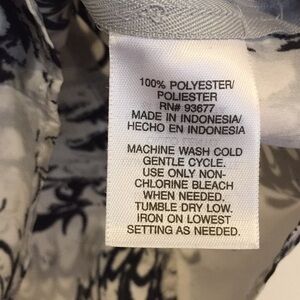 100% POLYESTER/
POLIESTER
RN# 93677
MADE IN INDONESIA/
HECHO EN INDONESIA
MACHINE WASH COLD
GENTLE CYCLE.
USE ONLY NON-
CHLORINE BLEACH
WHEN NEEDED.
TUMBLE DRY LOW.
IRON ON LOWEST
SETTING AS NEEDED.